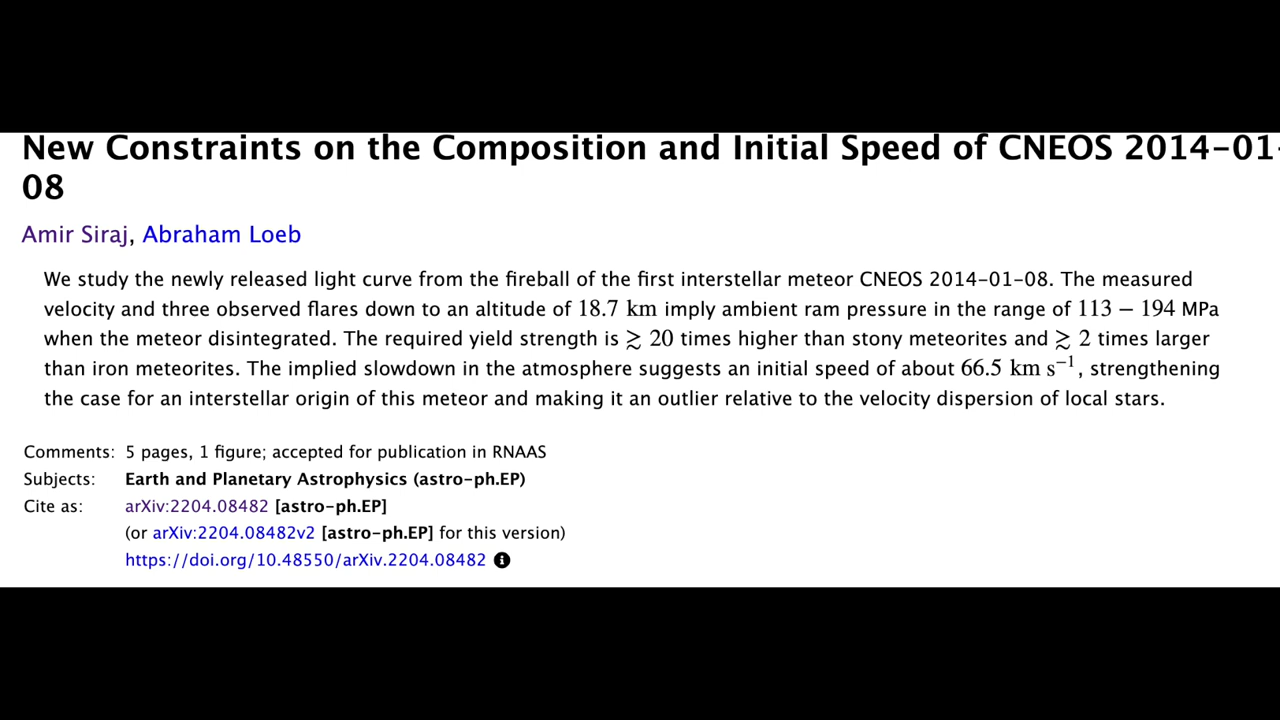 New Constraints on the Composition and Initial Speed of CNEOS 2014-01-
08
Amir Siraj, Abraham Loeb
We study the newly released light curve from the fireball of the first interstellar meteor CNEOS 2014-01-08. The measured
velocity and three observed flares down to an altitude of 18.7 km imply ambient ram pressure in the range of 113 − 194 MPa
when the meteor disintegrated. The required yield strength is ≳ 20 times higher than stony meteorites and ≳ 2 times larger
than iron meteorites. The implied slowdown in the atmosphere suggests an initial speed of about 66.5 km s⁻¹, strengthening
the case for an interstellar origin of this meteor and making it an outlier relative to the velocity dispersion of local stars.
Comments: 5 pages, 1 figure; accepted for publication in RNAAS
Subjects: Earth and Planetary Astrophysics (astro-ph.EP)
Cite as: arXiv:2204.08482 [astro-ph.EP]
(or arXiv:2204.08482v2 [astro-ph.EP] for this version)
https://doi.org/10.48550/arXiv.2204.08482 i